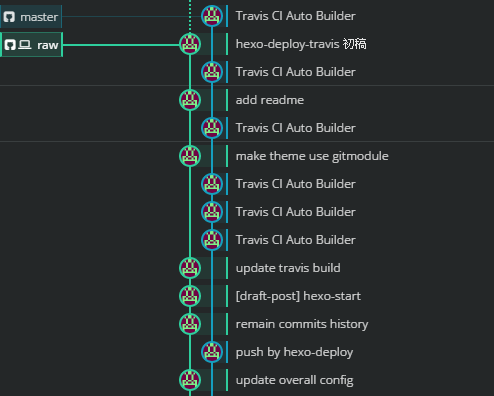 master Travis CI Auto Builder
raw hexo-deploy-travis 初稿
Travis CI Auto Builder
add readme
Travis CI Auto Builder
make theme use gitmodule
Travis CI Auto Builder
Travis CI Auto Builder
Travis CI Auto Builder
update travis build
[draft-post] hexo-start
remain commits history
push by hexo-deploy
update overall config